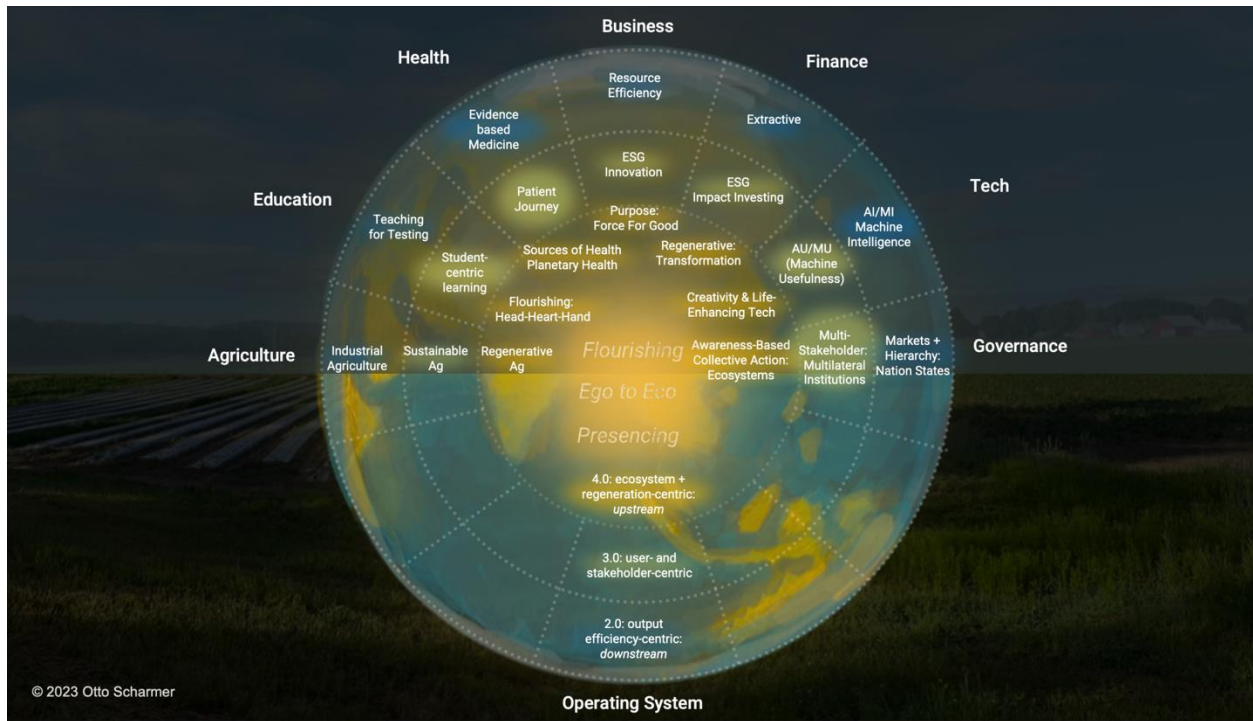 Business
Health
Finance
Resource
Efficiency
Evidence
based
Medicine
Extractive
ESG
Innovation
Patient
Journey
ESG
Impact Investing
Education
Tech
Teaching
for Testing
AI/MI
Machine
Intelligence
Purpose:
Force For Good
Student-
centric
learning
Sources of Health
Planetary Health
Regenerative:
Transformation
AU/MU
(Machine
Usefulness)
Flourishing:
Head-Heart-Hand
Creativity & Life-
Enhancing Tech
Agriculture
Industrial
Agriculture
Sustainable
Ag
Regenerative
Ag
Flourishing
Awareness-Based
Collective Action:
Ecosystems
Multi-
Stakeholder:
Multilateral
Institutions
Markets +
Hierarchy:
Nation States
Governance
Ego to Eco
Presencing
4.0: ecosystem +
regeneration-centric:
upstream
3.0: user- and
stakeholder-centric
2.0: output
efficiency-centric:
downstream
Operating System
© 2023 Otto Scharmer